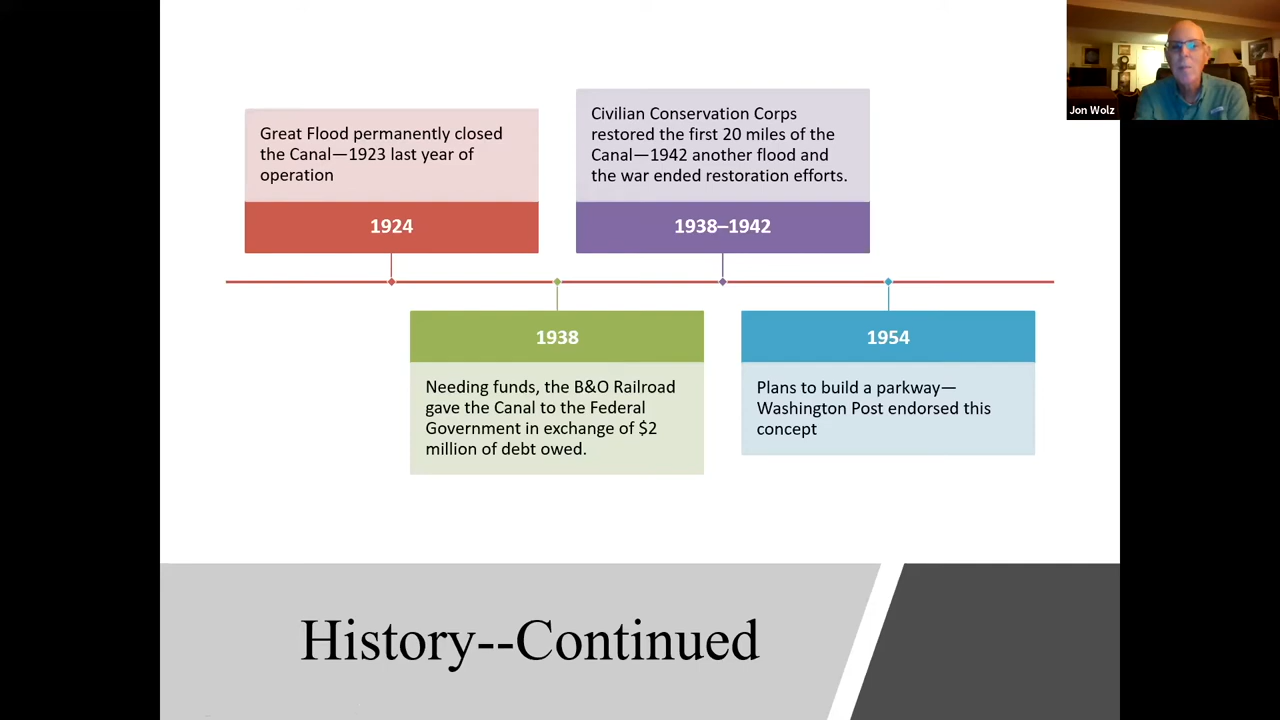 Jon Wolz
Great Flood permanently closed
the Canal—1923 last year of
operation
1924
Civilian Conservation Corps
restored the first 20 miles of the
Canal—1942 another flood and
the war ended restoration efforts.
1938–1942
1938
Needing funds, the B&O Railroad
gave the Canal to the Federal
Government in exchange of $2
million of debt owed.
1954
Plans to build a parkway—
Washington Post endorsed this
concept
History--Continued